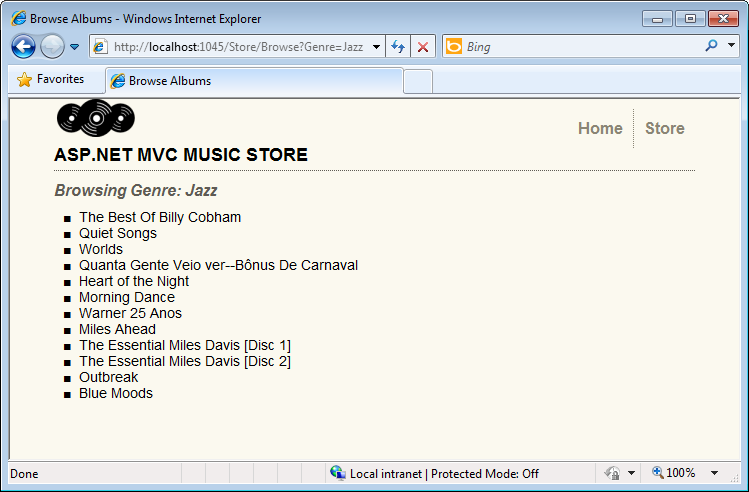 Browse Albums - Windows Internet Explorer
http://localhost:1045/Store/Browse?Genre=Jazz
Bing
Favorites
Browse Albums
Home
Store
ASP.NET MVC MUSIC STORE
Browsing Genre: Jazz
The Best Of Billy Cobham
Quiet Songs
Worlds
Quanta Gente Veio ver--Bônus De Carnaval
Heart of the Night
Morning Dance
Warner 25 Anos
Miles Ahead
The Essential Miles Davis [Disc 1]
The Essential Miles Davis [Disc 2]
Outbreak
Blue Moods
Done
Local intranet | Protected Mode: Off
100%